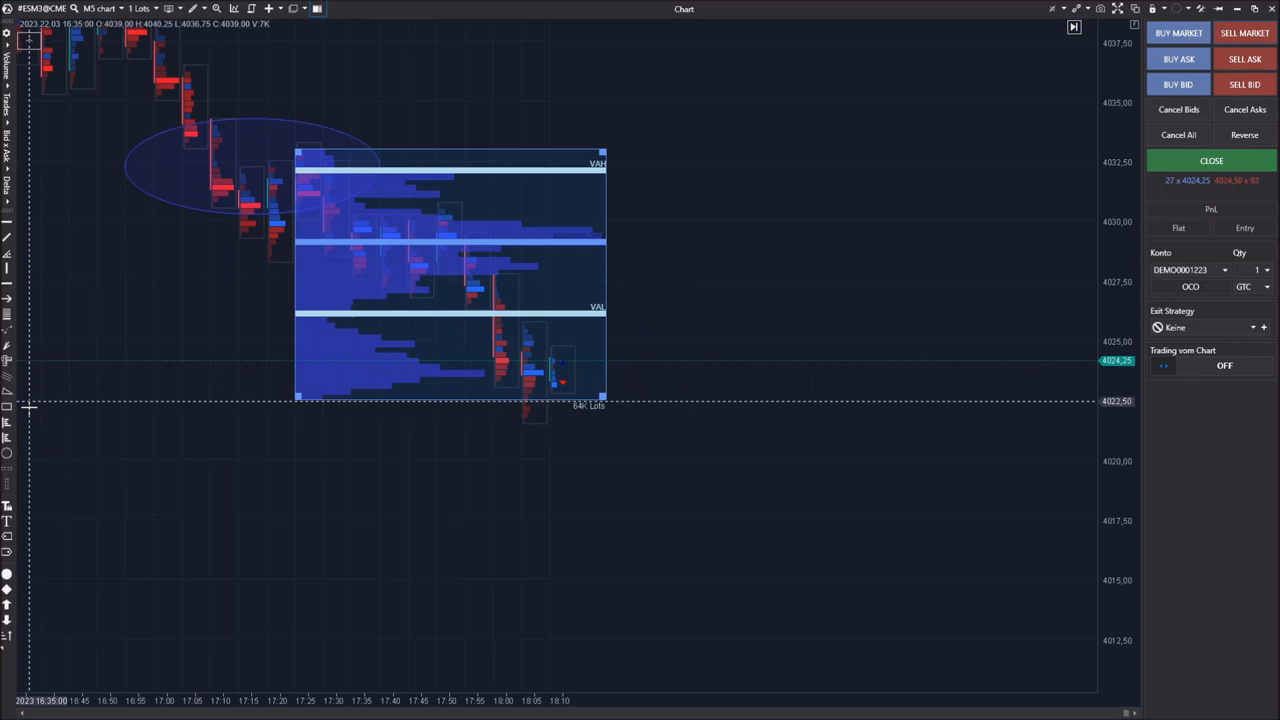 #ESM3@CME M5 chart 1 Lots Chart
2023.22.03 16:35:00 O:4039,00 H:4040,25 L:4036,75 C:4039,00 V:7K
Volume
Trades
Bid x Ask
Delta
VAH
VAL
64K Lots
4037,50
4035,00
4032,50
4030,00
4027,50
4025,00
4024,25
4022,50
4020,00
4017,50
4015,00
4012,50
2023.16:35:00 16:45 16:50 16:55 17:00 17:05 17:10 17:15 17:20 17:25 17:30 17:35 17:40 17:45 17:50 17:55 18:00 18:05 18:10
BUY MARKET SELL MARKET
BUY ASK SELL ASK
BUY BID SELL BID
Cancel Bids Cancel Asks
Cancel All Reverse
CLOSE
27 x 4024,25 4024,50 x 83
PnL
Flat Entry
Konto Qty
DEMO0001223 1
OCO GTC
Exit Strategy
Keine
Trading vom Chart
OFF